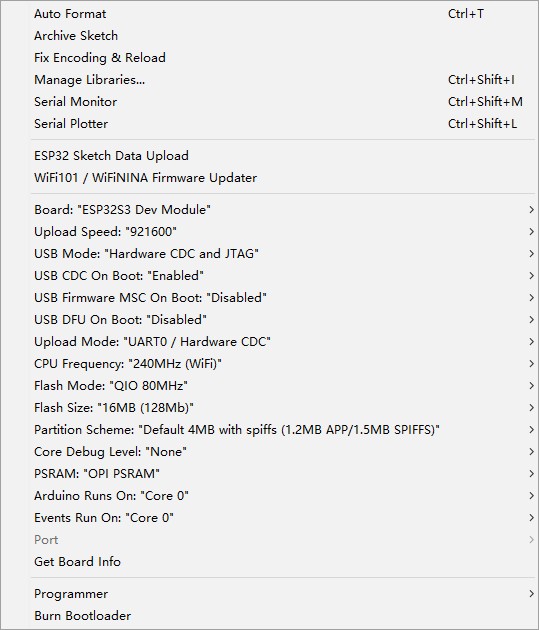 Auto Format Ctrl+T
Archive Sketch
Fix Encoding & Reload
Manage Libraries... Ctrl+Shift+I
Serial Monitor Ctrl+Shift+M
Serial Plotter Ctrl+Shift+L
ESP32 Sketch Data Upload
WiFi101 / WiFiNINA Firmware Updater
Board: "ESP32S3 Dev Module"
Upload Speed: "921600"
USB Mode: "Hardware CDC and JTAG"
USB CDC On Boot: "Enabled"
USB Firmware MSC On Boot: "Disabled"
USB DFU On Boot: "Disabled"
Upload Mode: "UART0 / Hardware CDC"
CPU Frequency: "240MHz (WiFi)"
Flash Mode: "QIO 80MHz"
Flash Size: "16MB (128Mb)"
Partition Scheme: "Default 4MB with spiffs (1.2MB APP/1.5MB SPIFFS)"
Core Debug Level: "None"
PSRAM: "OPI PSRAM"
Arduino Runs On: "Core 0"
Events Run On: "Core 0"
Port
Get Board Info
Programmer
Burn Bootloader